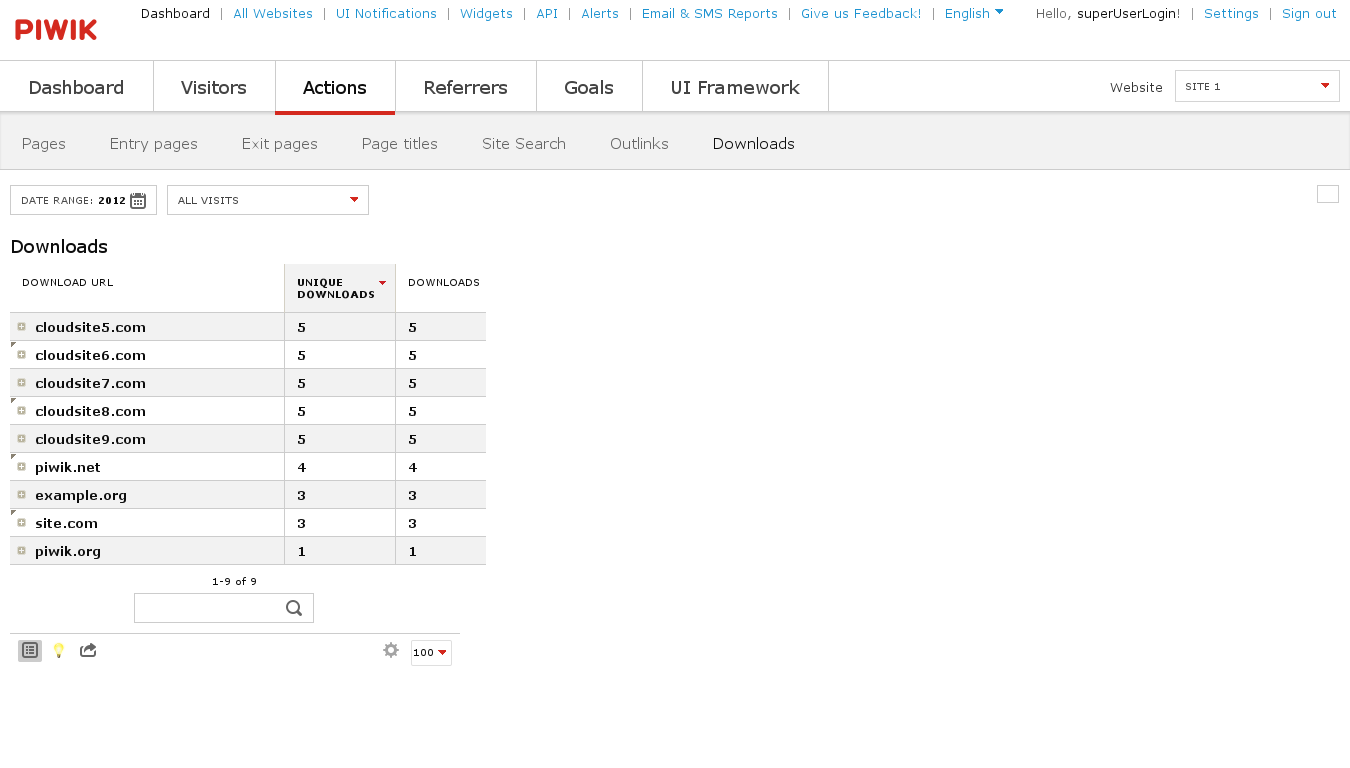 PIWIK
Dashboard | All Websites | UI Notifications | Widgets | API | Alerts | Email & SMS Reports | Give us Feedback! | English
Hello, superUserLogin! | Settings | Sign out
Dashboard Visitors Actions Referrers Goals UI Framework
Website SITE 1
Pages Entry pages Exit pages Page titles Site Search Outlinks Downloads
DATE RANGE: 2012 ALL VISITS
Downloads
DOWNLOAD URL UNIQUE DOWNLOADS DOWNLOADS
cloudsite5.com 5 5
cloudsite6.com 5 5
cloudsite7.com 5 5
cloudsite8.com 5 5
cloudsite9.com 5 5
piwik.net 4 4
example.org 3 3
site.com 3 3
piwik.org 1 1
1-9 of 9
100